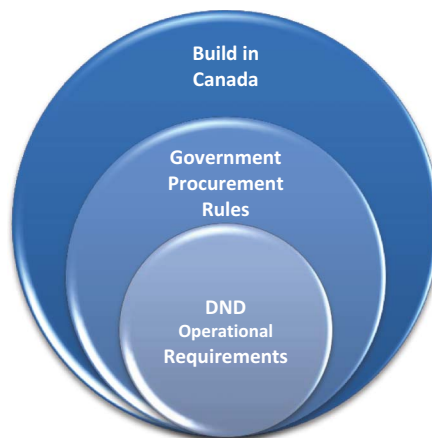 Build in
Canada
Government
Procurement
Rules
DND
Operational
Requirements